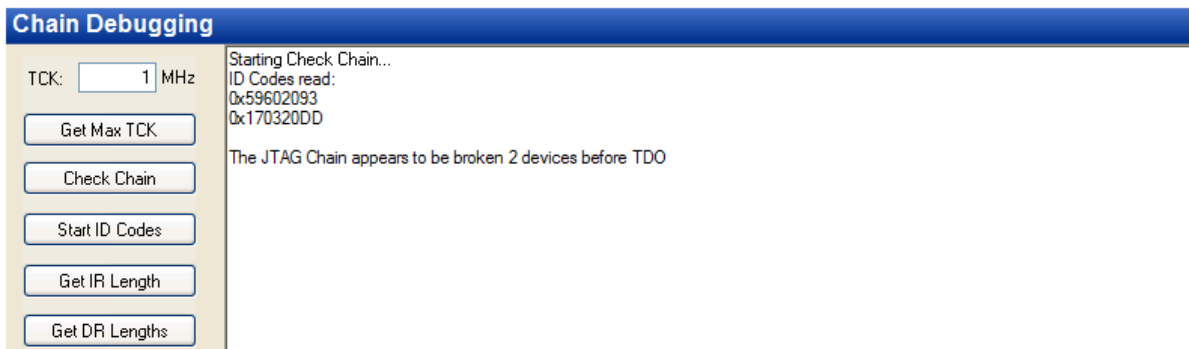 Chain Debugging
TCK: 1 MHz
Get Max TCK
Check Chain
Start ID Codes
Get IR Length
Get DR Lengths
Starting Check Chain...
ID Codes read:
0x59602093
0x170320DD
The JTAG Chain appears to be broken 2 devices before TDO